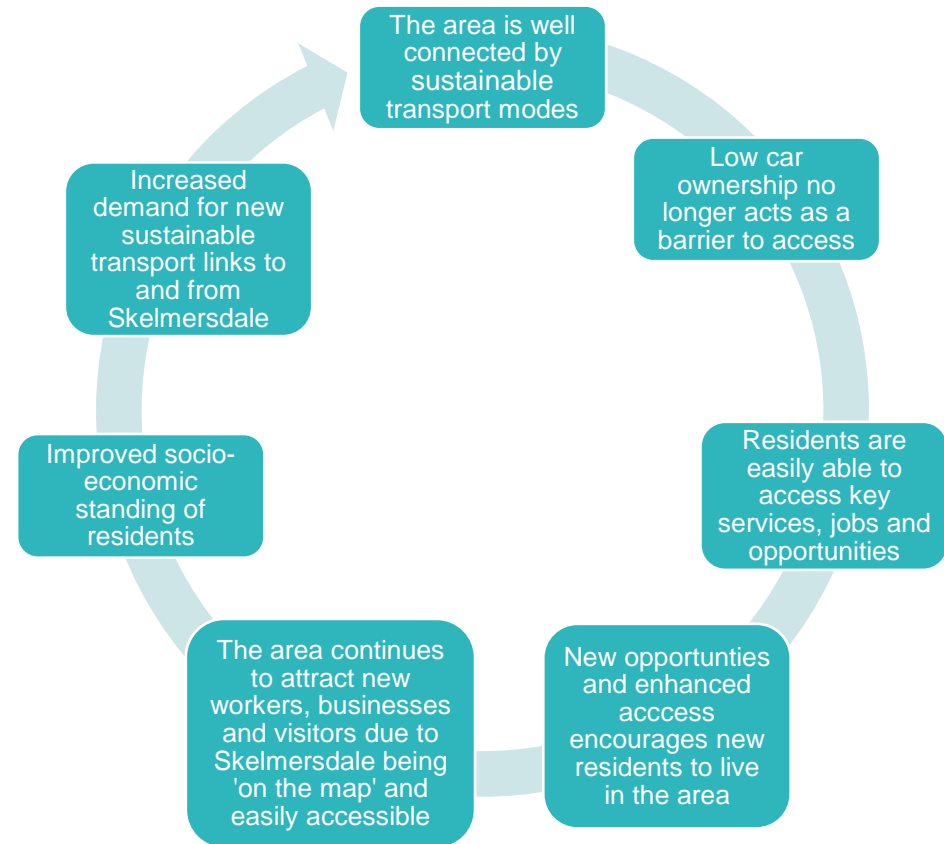 The area is well
connected by
sustainable
transport modes
Low car
ownership no
longer acts as a
barrier to access
Residents are
easily able to
access key
services, jobs and
opportunities
New opportunties
and enhanced
acccess
encourages new
residents to live
in the area
The area continues
to attract new
workers, businesses
and visitors due to
Skelmersdale being
'on the map' and
easily accessible
Improved socio-
economic
standing of
residents
Increased
demand for new
sustainable
transport links to
and from
Skelmersdale